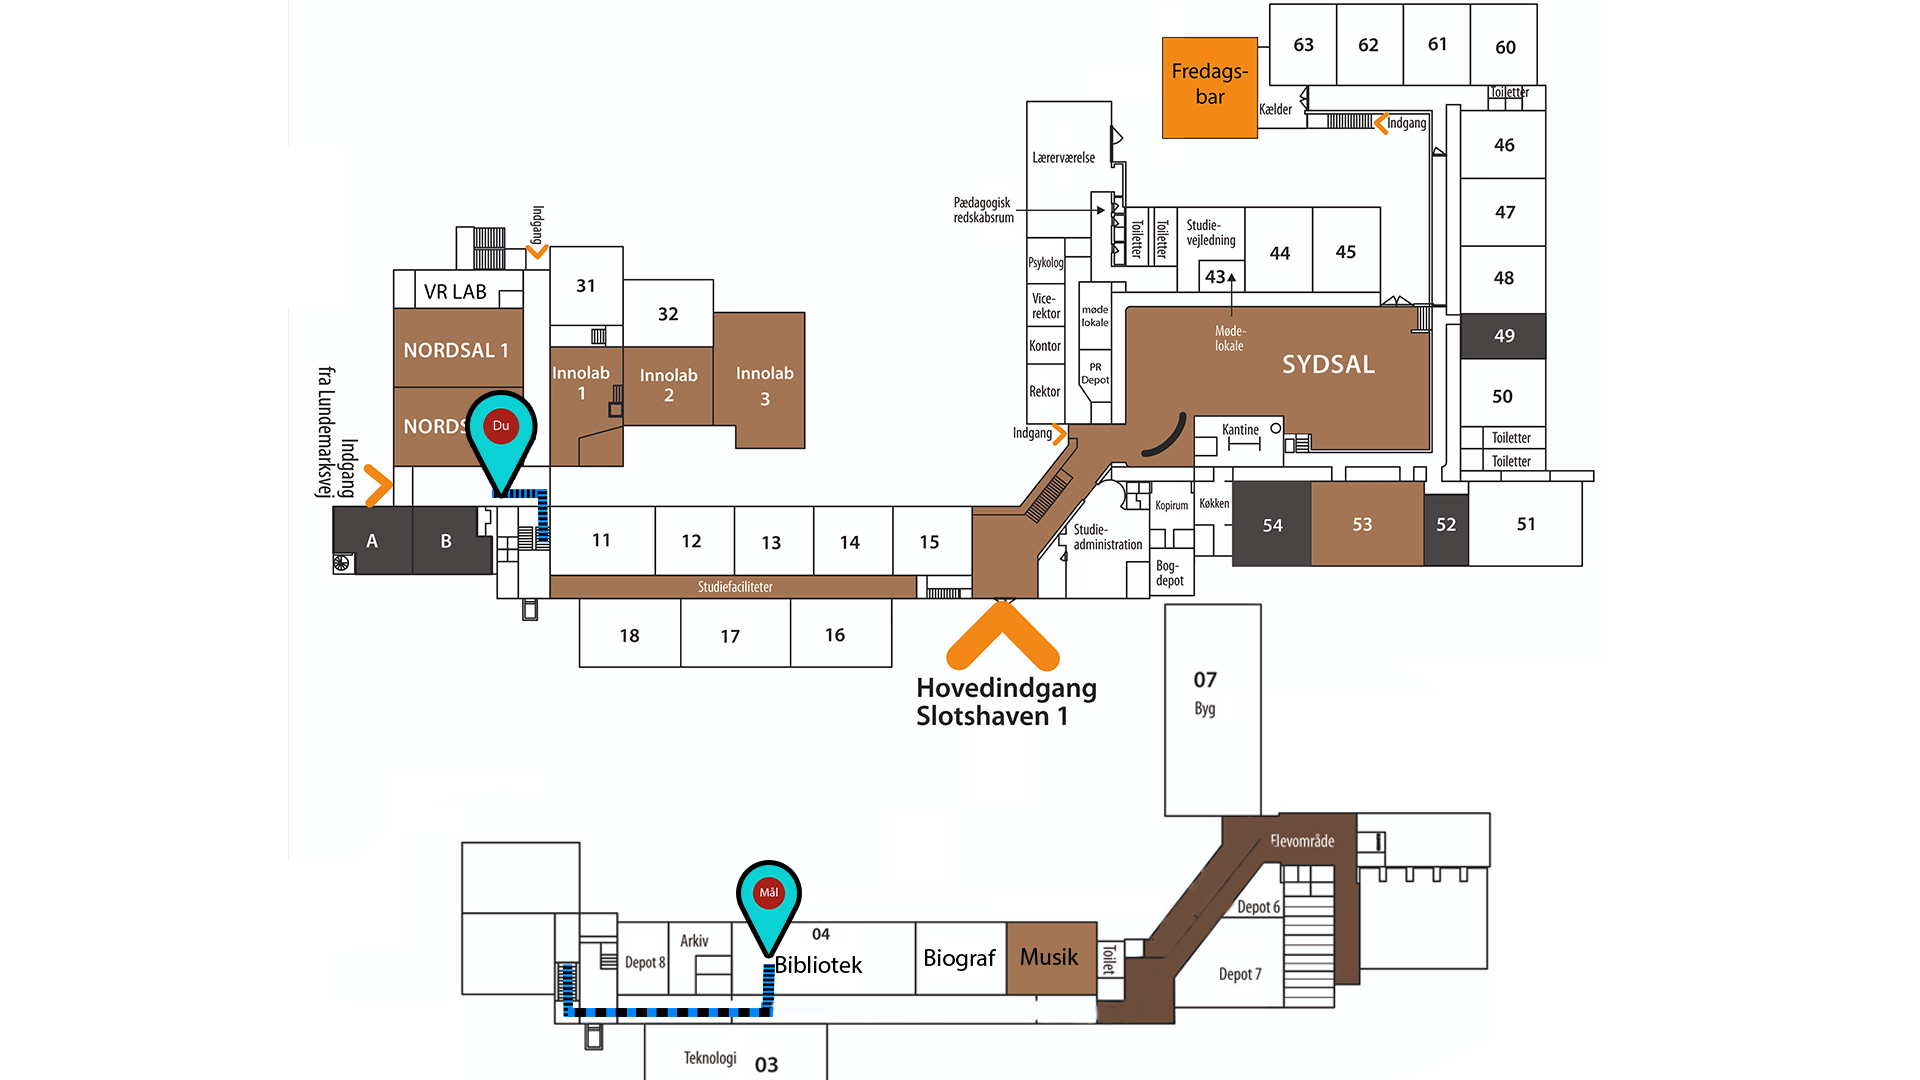 63
62
61
60
Fredags-
bar
Toiletter
Kælder
Indgang
46
Lærerværelse
47
Pædagogisk
redskabsrum
Toiletter
Toiletter
Studie-
vejledning
44
45
43
48
Psykolog
Vice-
rektor
møde
lokale
Møde-
lokale
49
Kontor
SYDSAL
PR
Depot
Rektor
50
Indgang
Kantine
Toiletter
Toiletter
Indgang
31
VR LAB
32
NORDSAL 1
Innolab
1
Innolab
2
Innolab
3
NORDS
Du
Indgang
fra Lundemarksvej
A
B
11
12
13
14
15
Studie-
administration
Kopirum
Køkken
54
53
52
51
Bog-
depot
Studiefaciliteter
18
17
16
Hovedindgang
Slotshaven 1
07
Byg
Elevområde
Mål
Depot 6
04
Arkiv
Depot 8
Bibliotek
Biograf
Musik
Toilet
Depot 7
Teknologi
03